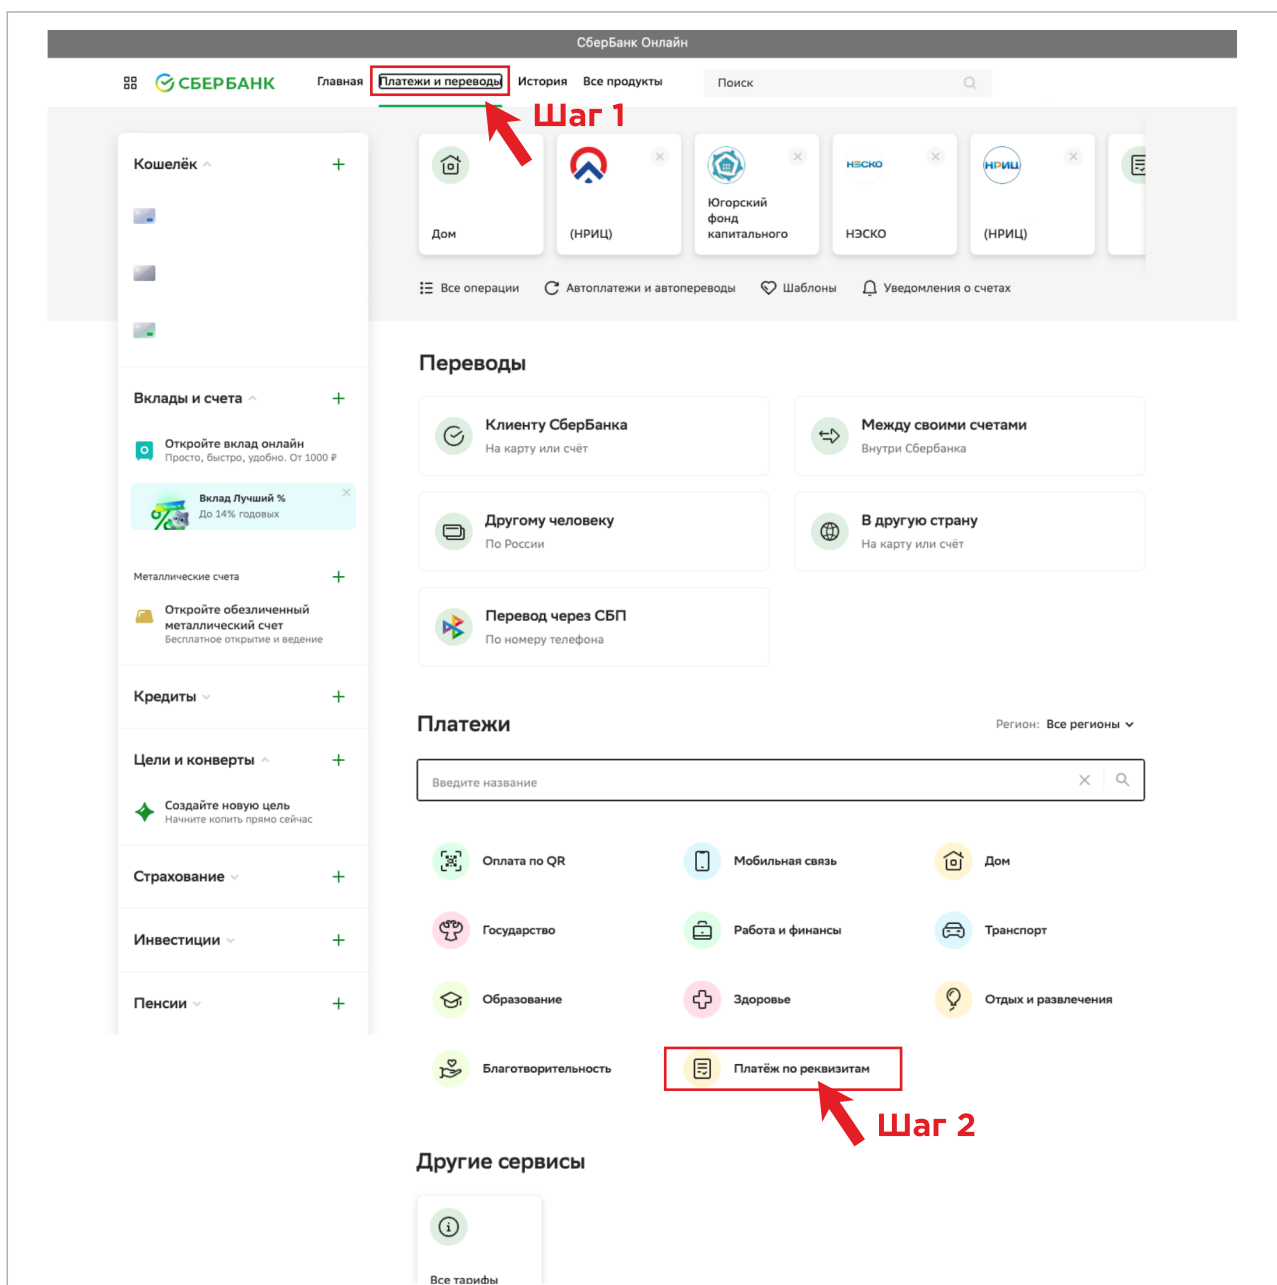 СберБанк Онлайн
СБЕРБАНК
Главная
Платежи и переводы
История
Все продукты
Поиск
Шаг 1
Кошелёк
Дом
(НРИЦ)
Югорский
фонд
капитального
НЭСКО
НЭСКО
НРИЦ
(НРИЦ)
Все операции
Автоплатежи и автопереводы
Шаблоны
Уведомления о счетах
Вклады и счета
Откройте вклад онлайн
Просто, быстро, удобно. От 1000 ₽
Вклад Лучший %
До 14% годовых
Металлические счета
Откройте обезличенный
металлический счет
Бесплатное открытие и ведение
Кредиты
Цели и конверты
Создайте новую цель
Начните копить прямо сейчас
Страхование
Инвестиции
Пенсии
Переводы
Клиенту СберБанка
На карту или счёт
Между своими счетами
Внутри Сбербанка
Другому человеку
По России
В другую страну
На карту или счёт
Перевод через СБП
По номеру телефона
Платежи
Регион: Все регионы
Введите название
Оплата по QR
Мобильная связь
Дом
Государство
Работа и финансы
Транспорт
Образование
Здоровье
Отдых и развлечения
Благотворительность
Платёж по реквизитам
Шаг 2
Другие сервисы
Все тарифы